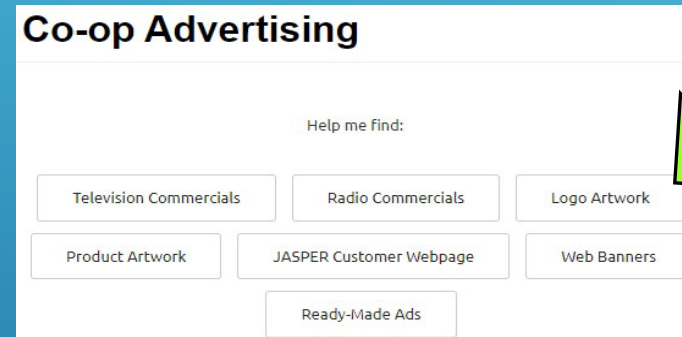 Co-op Advertising
Help me find:
Television Commercials
Radio Commercials
Logo Artwork
Product Artwork
JASPER Customer Webpage
Web Banners
Ready-Made Ads